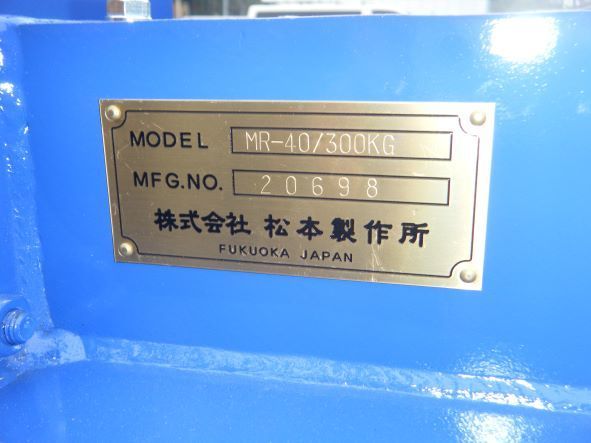 MODEL MR-40/300KG
MFG.NO. 20698
株式会社 松本製作所
FUKUOKA JAPAN